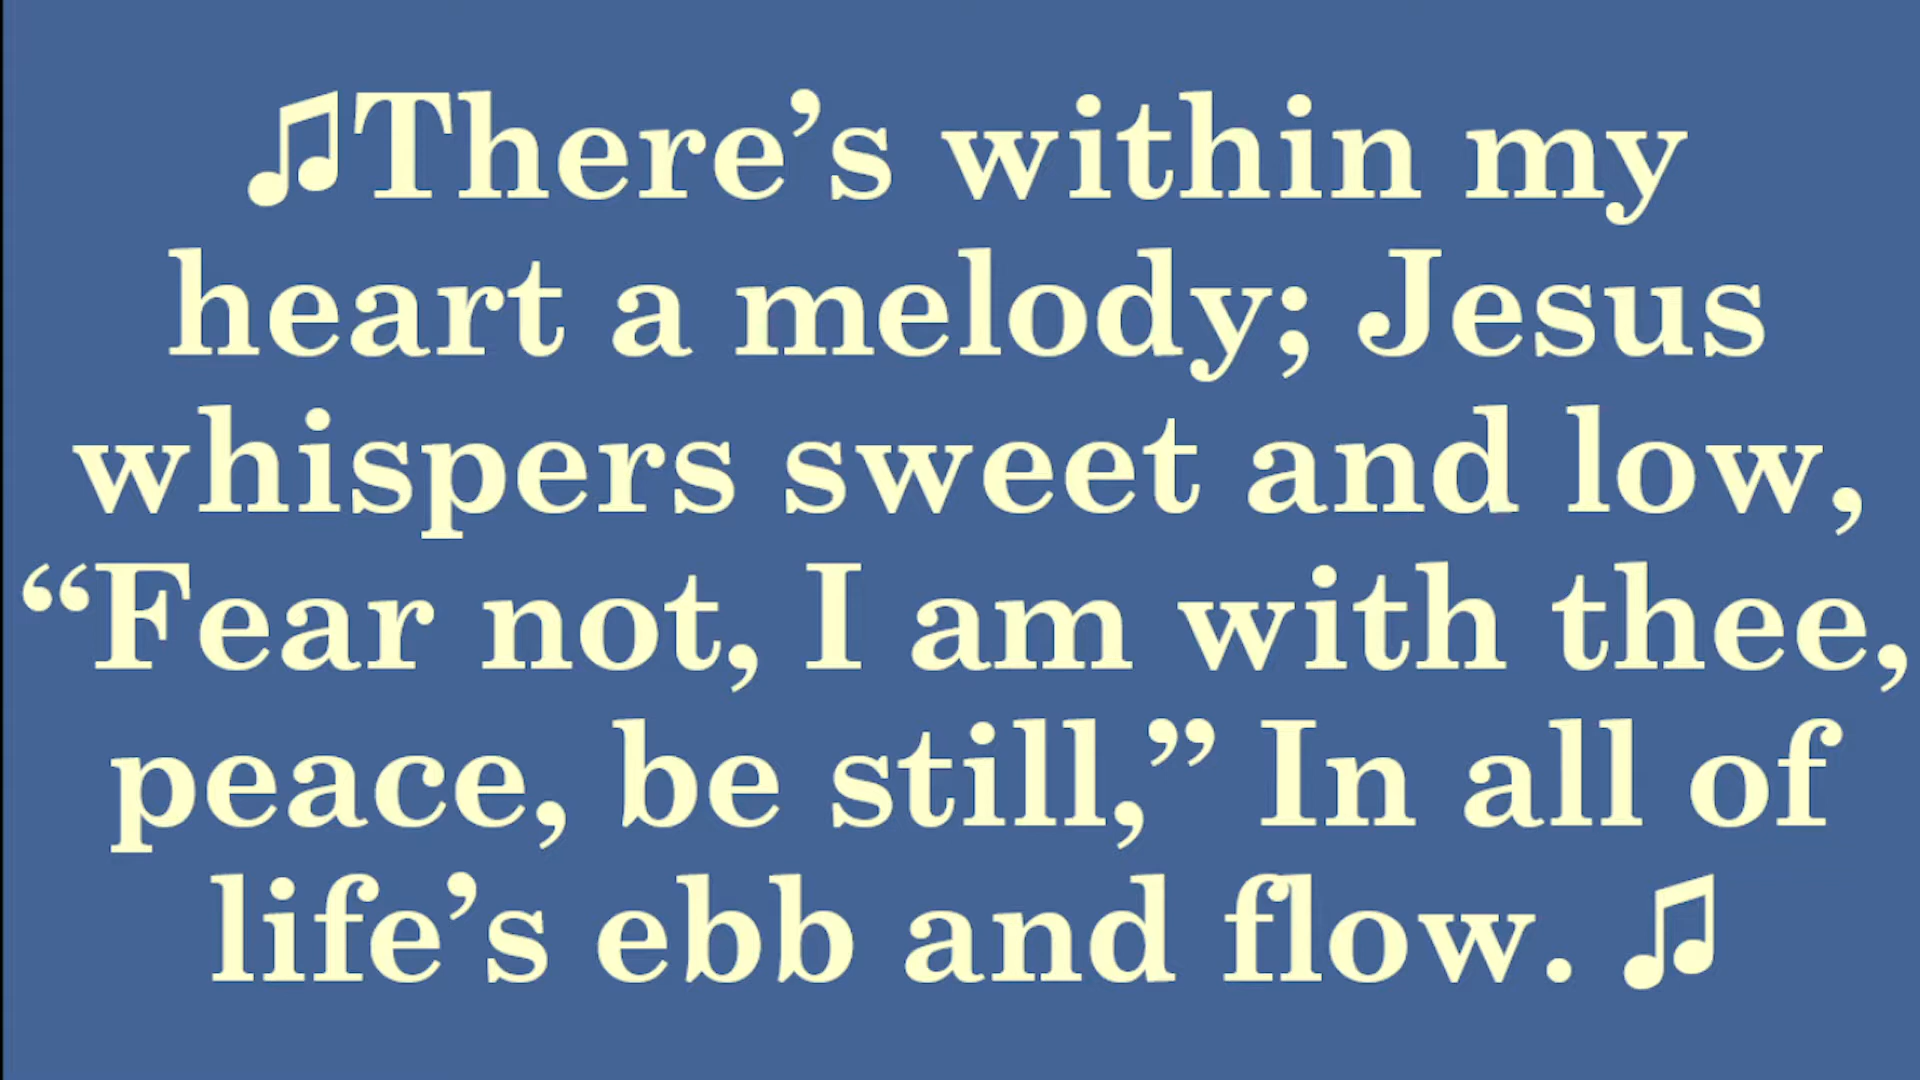 ♫There’s within my
heart a melody; Jesus
whispers sweet and low,
“Fear not, I am with thee,
peace, be still,” In all of
life’s ebb and flow. ♫